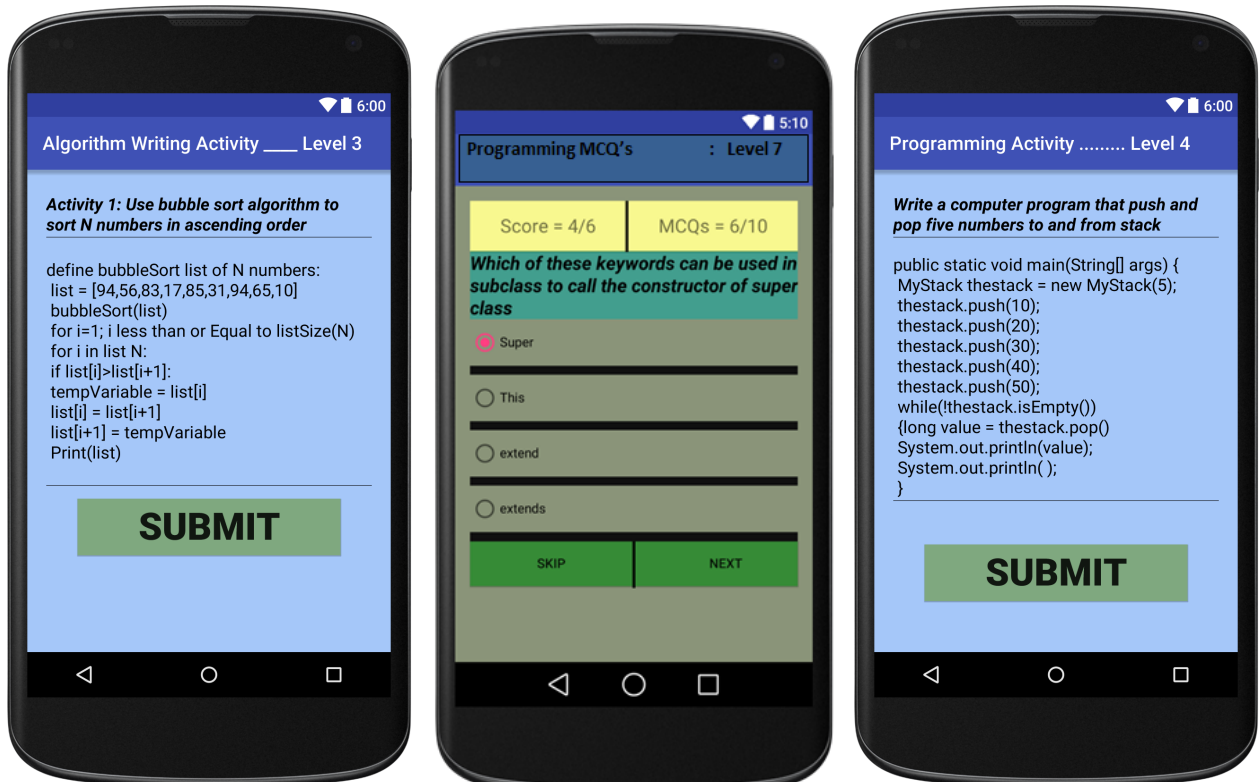 6:00
Algorithm Writing Activity ____ Level 3
Activity 1: Use bubble sort algorithm to
sort N numbers in ascending order
define bubbleSort list of N numbers:
list = [94,56,83,17,85,31,94,65,10]
bubbleSort(list)
for i=1; i less than or Equal to listSize(N)
for i in list N:
if list[i]>list[i+1]:
tempVariable = list[i]
list[i] = list[i+1]
list[i+1] = tempVariable
Print(list)
SUBMIT
5:10
Programming MCQ's : Level 7
Score = 4/6 MCQs = 6/10
Which of these keywords can be used in
subclass to call the constructor of super
class
Super
This
extend
extends
SKIP NEXT
6:00
Programming Activity ......... Level 4
Write a computer program that push and
pop five numbers to and from stack
public static void main(String[] args) {
MyStack thestack = new MyStack(5);
thestack.push(10);
thestack.push(20);
thestack.push(30);
thestack.push(40);
thestack.push(50);
while(!thestack.isEmpty())
{long value = thestack.pop()
System.out.println(value);
System.out.println( );
}
SUBMIT